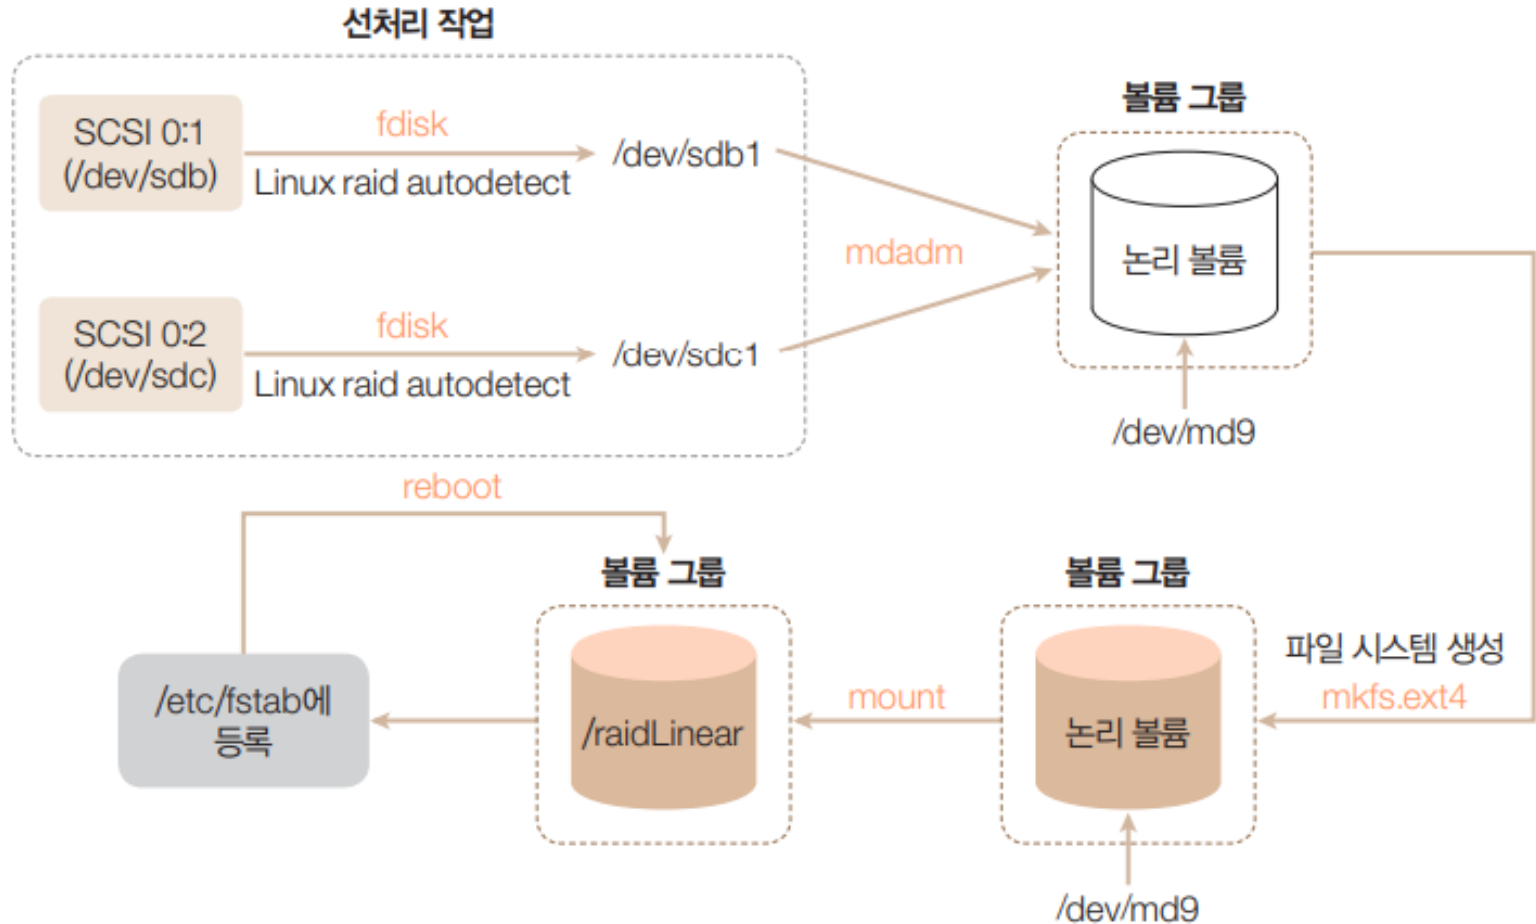 선처리 작업
SCSI 0:1
(/dev/sdb)
fdisk
Linux raid autodetect
/dev/sdb1
SCSI 0:2
(/dev/sdc)
fdisk
Linux raid autodetect
/dev/sdc1
mdadm
볼륨 그룹
논리 볼륨
/dev/md9
파일 시스템 생성
mkfs.ext4
볼륨 그룹
논리 볼륨
/dev/md9
mount
볼륨 그룹
/raidLinear
/etc/fstab에
등록
reboot